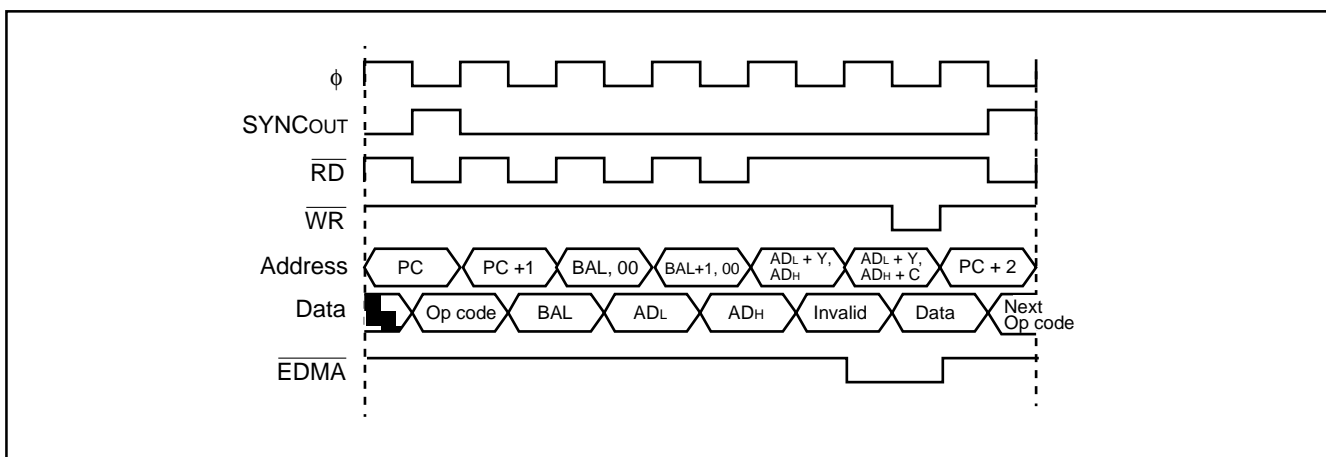 ϕ
SYNCOUT
RD
WR
Address PC PC +1 BAL, 00 BAL+1, 00 ADL + Y, ADL + Y, PC + 2
ADH ADH + C
Data Op code BAL ADL ADH Invalid Data Next
Op code
EDMA